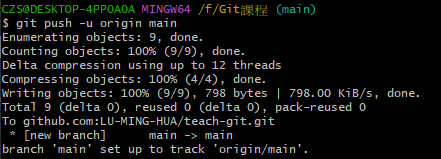 CZS@DESKTOP-4PPOAOA MINGW64 /f/Git課程 (main)
$ git push -u origin main
Enumerating objects: 9, done.
Counting objects: 100% (9/9), done.
Delta compression using up to 12 threads
Compressing objects: 100% (4/4), done.
Writing objects: 100% (9/9), 798 bytes | 798.00 KiB/s, done.
Total 9 (delta 0), reused 0 (delta 0), pack-reused 0
To github.com:LU-MING-HUA/teach-git.git
 * [new branch]      main -> main
branch 'main' set up to track 'origin/main'.